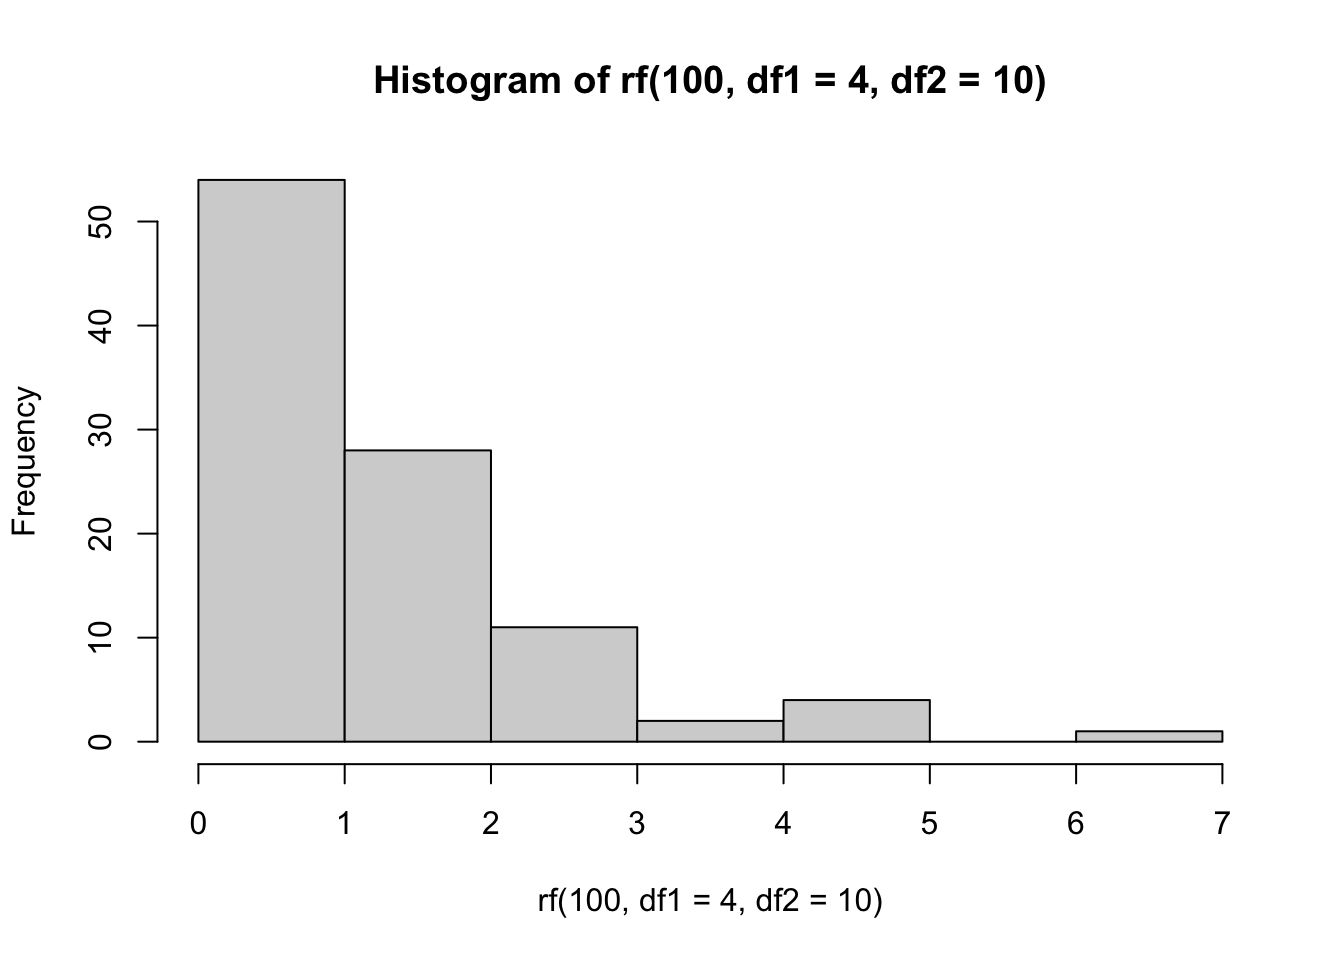 Histogram of rf(100, df1 = 4, df2 = 10)
Frequency
50
40
30
20
10
0
0 1 2 3 4 5 6 7
rf(100, df1 = 4, df2 = 10)